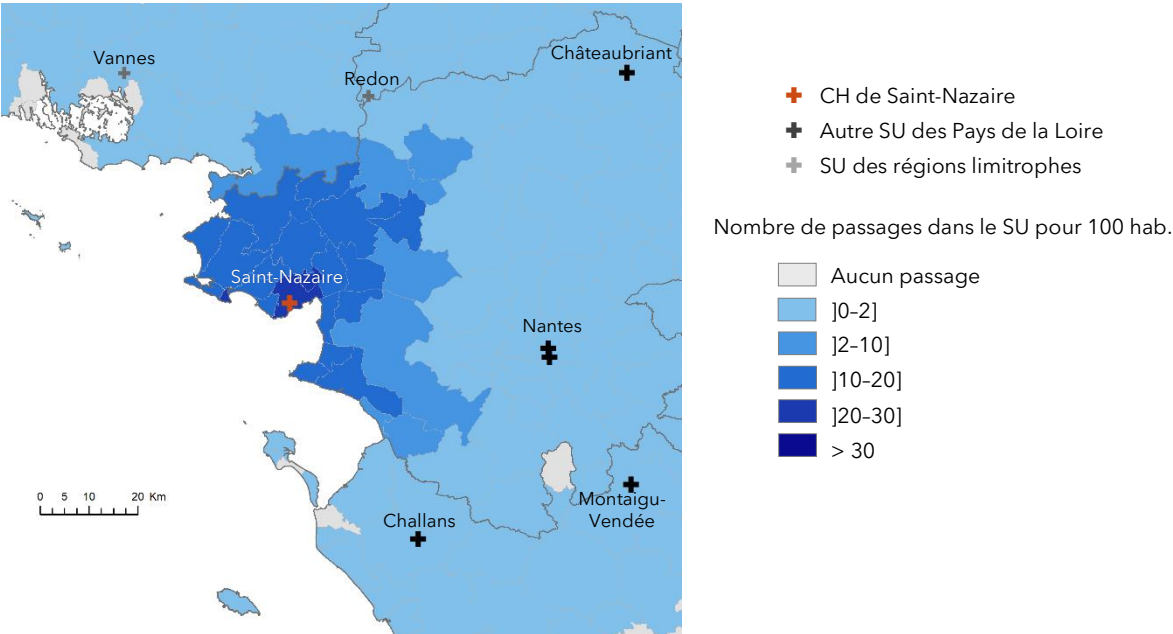 Vannes
Châteaubriant
Redon
Saint-Nazaire
Nantes
Montaigu-
Vendée
Challans
0 5 10 20 Km
CH de Saint-Nazaire
Autre SU des Pays de la Loire
SU des régions limitrophes
Nombre de passages dans le SU pour 100 hab.
Aucun passage
]0–2]
]2–10]
]10–20]
]20–30]
> 30